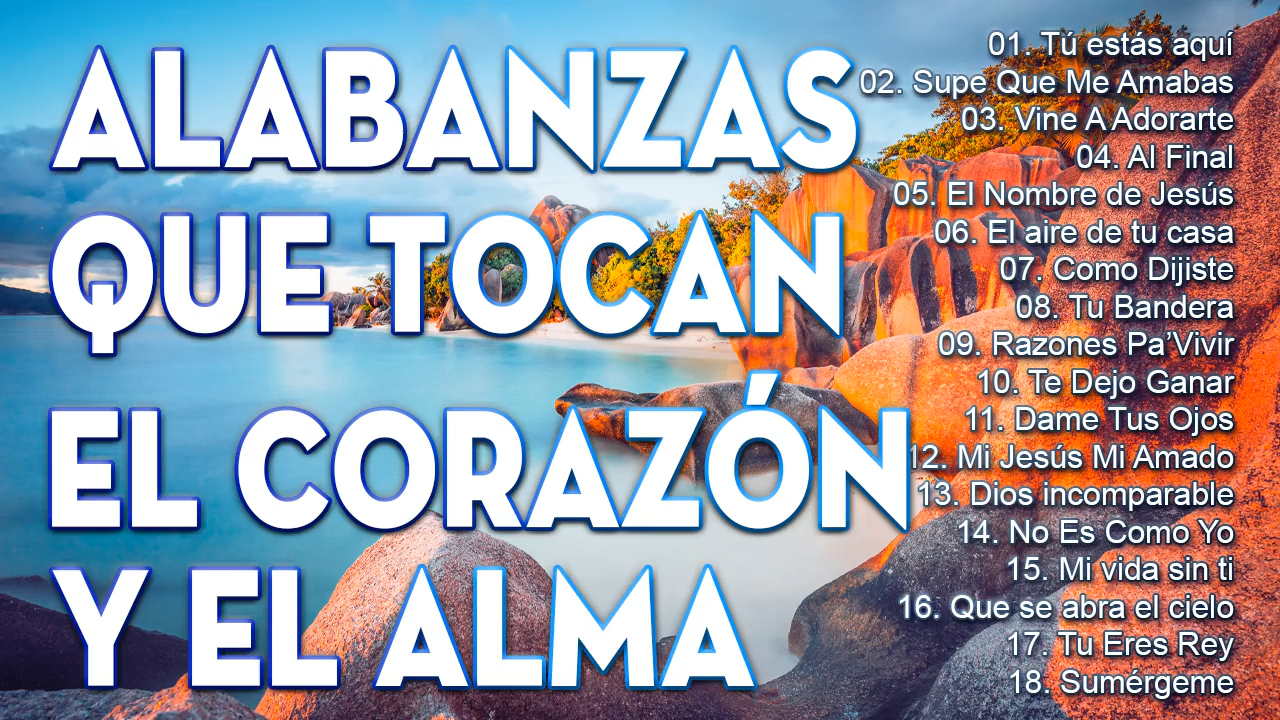 ALABANZAS
QUE TOCAN
EL CORAZÓN
Y EL ALMA
01. Tú estás aquí
02. Supe Que Me Amabas
03. Vine A Adorarte
04. Al Final
05. El Nombre de Jesús
06. El aire de tu casa
07. Como Dijiste
08. Tu Bandera
09. Razones Pa’Vivir
10. Te Dejo Ganar
11. Dame Tus Ojos
12. Mi Jesús Mi Amado
13. Dios incomparable
14. No Es Como Yo
15. Mi vida sin ti
16. Que se abra el cielo
17. Tu Eres Rey
18. Sumérgeme